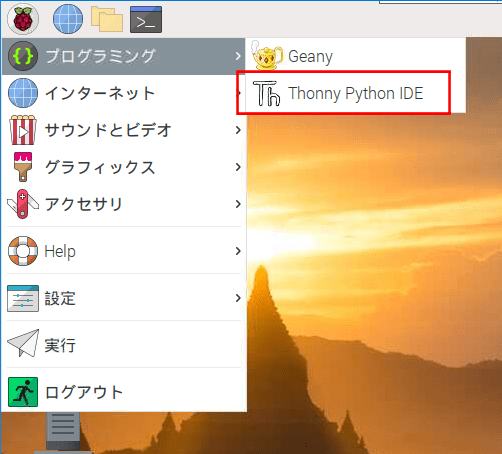 プログラミング
インターネット
サウンドとビデオ
グラフィックス
アクセサリ
Help
設定
実行
ログアウト
Geany
Th Thonny Python IDE